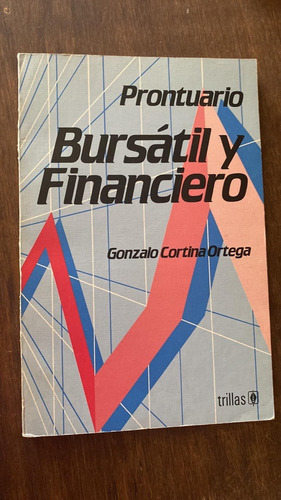 Prontuario
Bursátil y
Financiero
Gonzalo Cortina Ortega
trillas